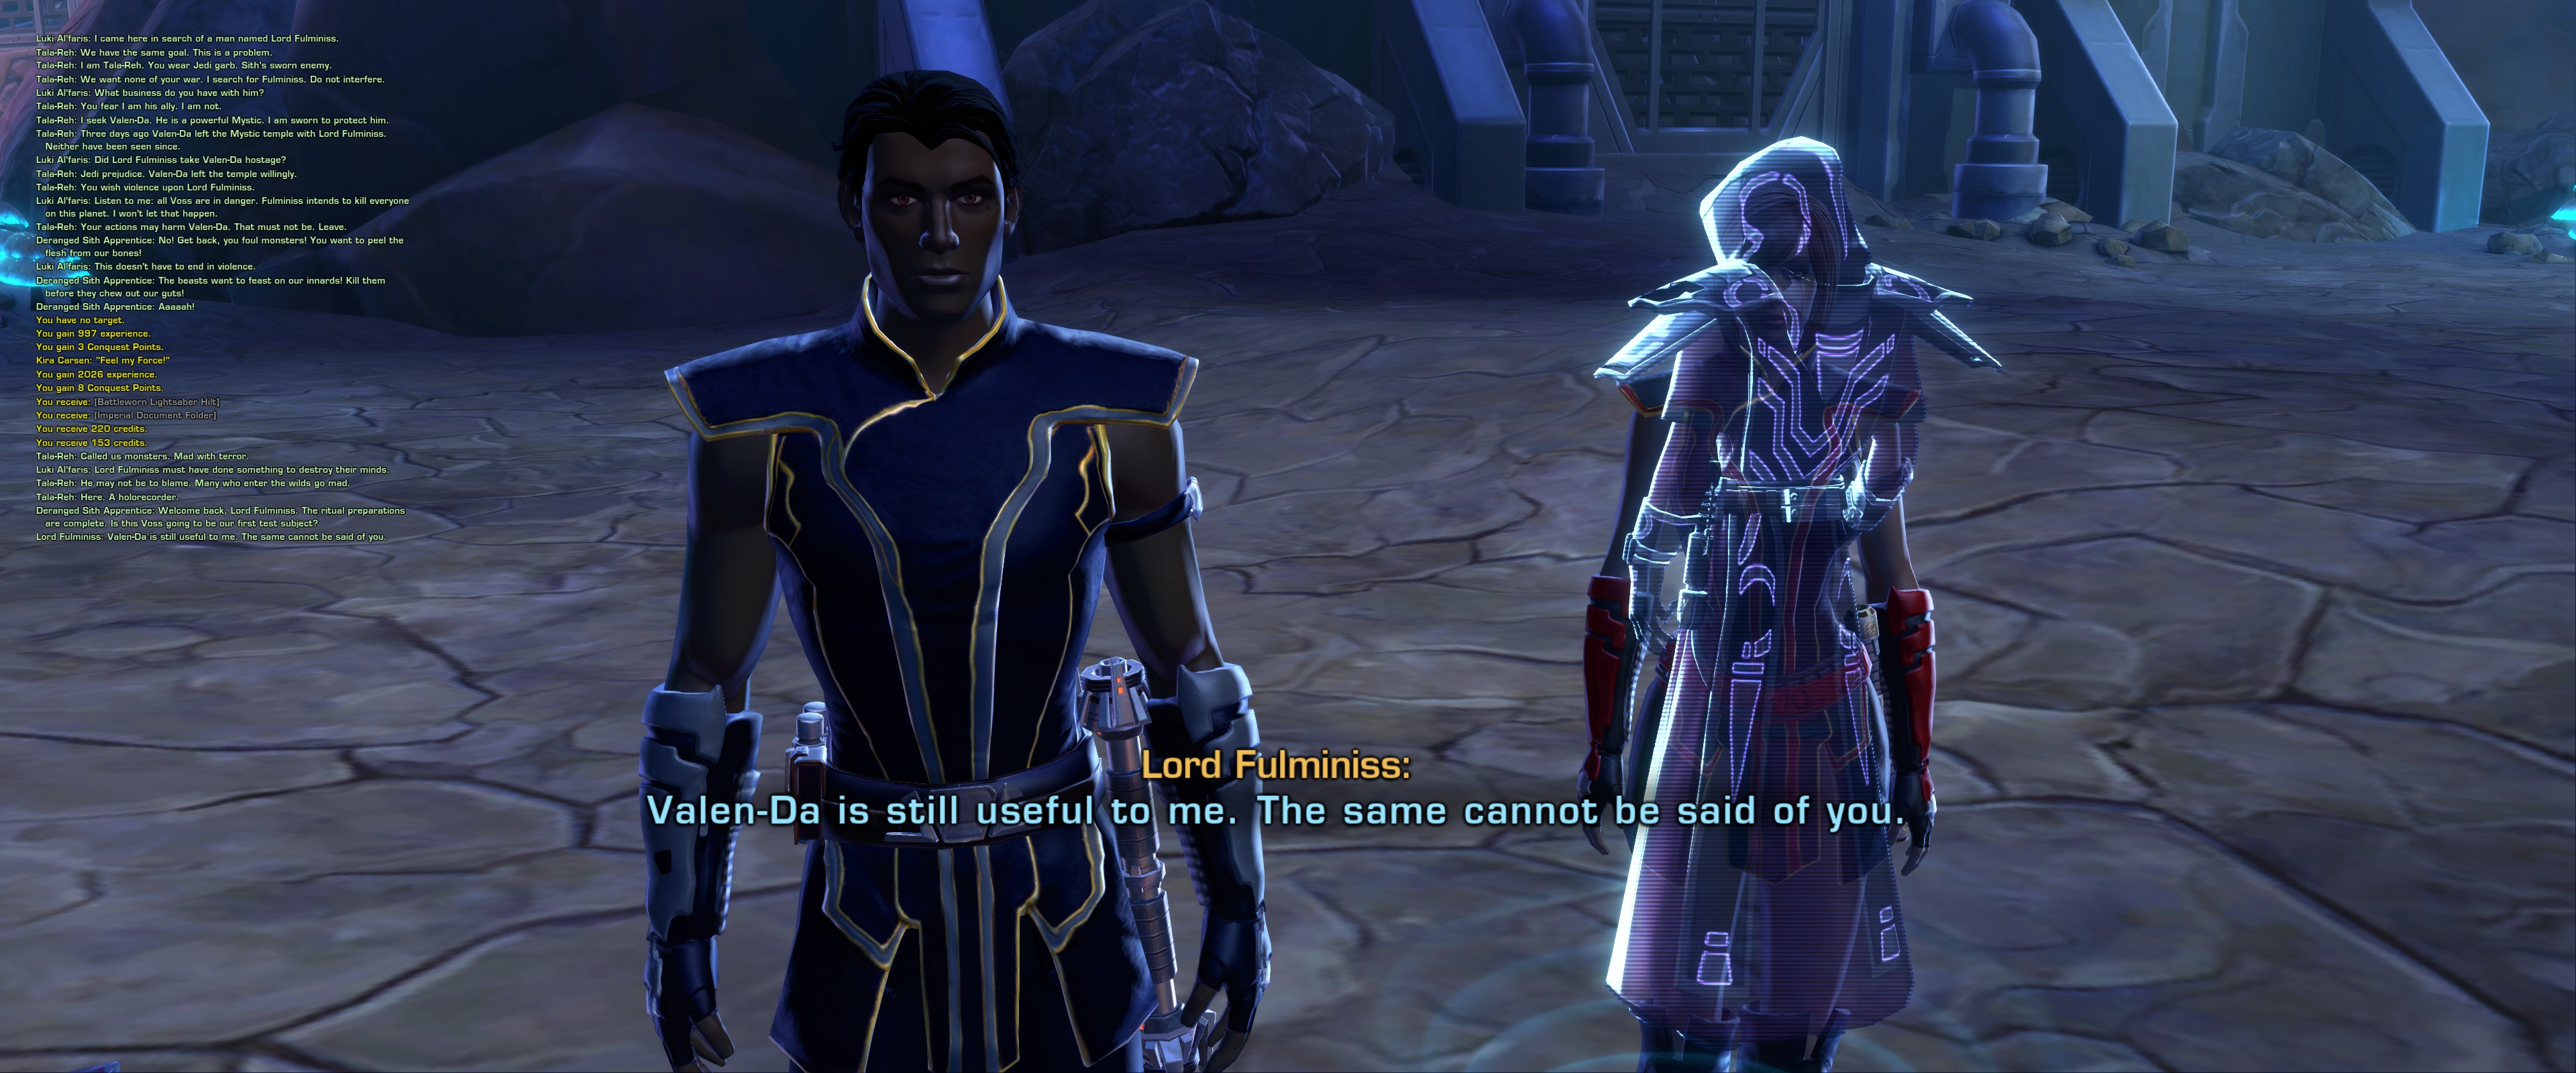 Luki Al'faris: I came here in search of a man named Lord Fulminiss.
Tala-Reh: We have the same goal. This is a problem.
Tala-Reh: I am Tala-Reh. You wear Jedi garb. Sith's sworn enemy.
Tala-Reh: We want none of your war. I search for Fulminiss. Do not interfere.
Luki Al'faris: What business do you have with him?
Tala-Reh: You fear I am his ally. I am not.
Tala-Reh: I seek Valen-Da. He is a powerful Mystic. I am sworn to protect him.
Tala-Reh: Three days ago Valen-Da left the Mystic temple with Lord Fulminiss.
Neither have been seen since.
Luki Al'faris: Did Lord Fulminiss take Valen-Da hostage?
Tala-Reh: Jedi prejudice. Valen-Da left the temple willingly.
Tala-Reh: You wish violence upon Lord Fulminiss.
Luki Al'faris: Listen to me: all Voss are in danger. Fulminiss intends to kill everyone
on this planet. I won't let that happen.
Tala-Reh: Your actions may harm Valen-Da. That must not be. Leave.
Deranged Sith Apprentice: No! Get back, you foul monsters! You want to peel the
flesh from our bones!
Luki Al'faris: This doesn't have to end in violence.
Deranged Sith Apprentice: The beasts want to feast on our innards! Kill them
before they chew out our guts!
Deranged Sith Apprentice: Aaaaah!
You have no target.
You gain 997 experience.
You gain 3 Conquest Points.
Kira Carsen: "Feel my Force!"
You gain 2026 experience.
You gain 8 Conquest Points.
You receive: [Battleworn Lightsaber Hilt]
You receive: [Imperial Document Folder]
You receive 220 credits.
You receive 153 credits.
Tala-Reh: Called us monsters. Mad with terror.
Luki Al'faris: Lord Fulminiss must have done something to destroy their minds.
Tala-Reh: He may not be to blame. Many who enter the wilds go mad.
Tala-Reh: Here. A holorecorder.
Deranged Sith Apprentice: Welcome back, Lord Fulminiss. The ritual preparations
are complete. Is this Voss going to be our first test subject?
Lord Fulminiss: Valen-Da is still useful to me. The same cannot be said of you.
Lord Fulminiss:
Valen-Da is still useful to me. The same cannot be said of you.